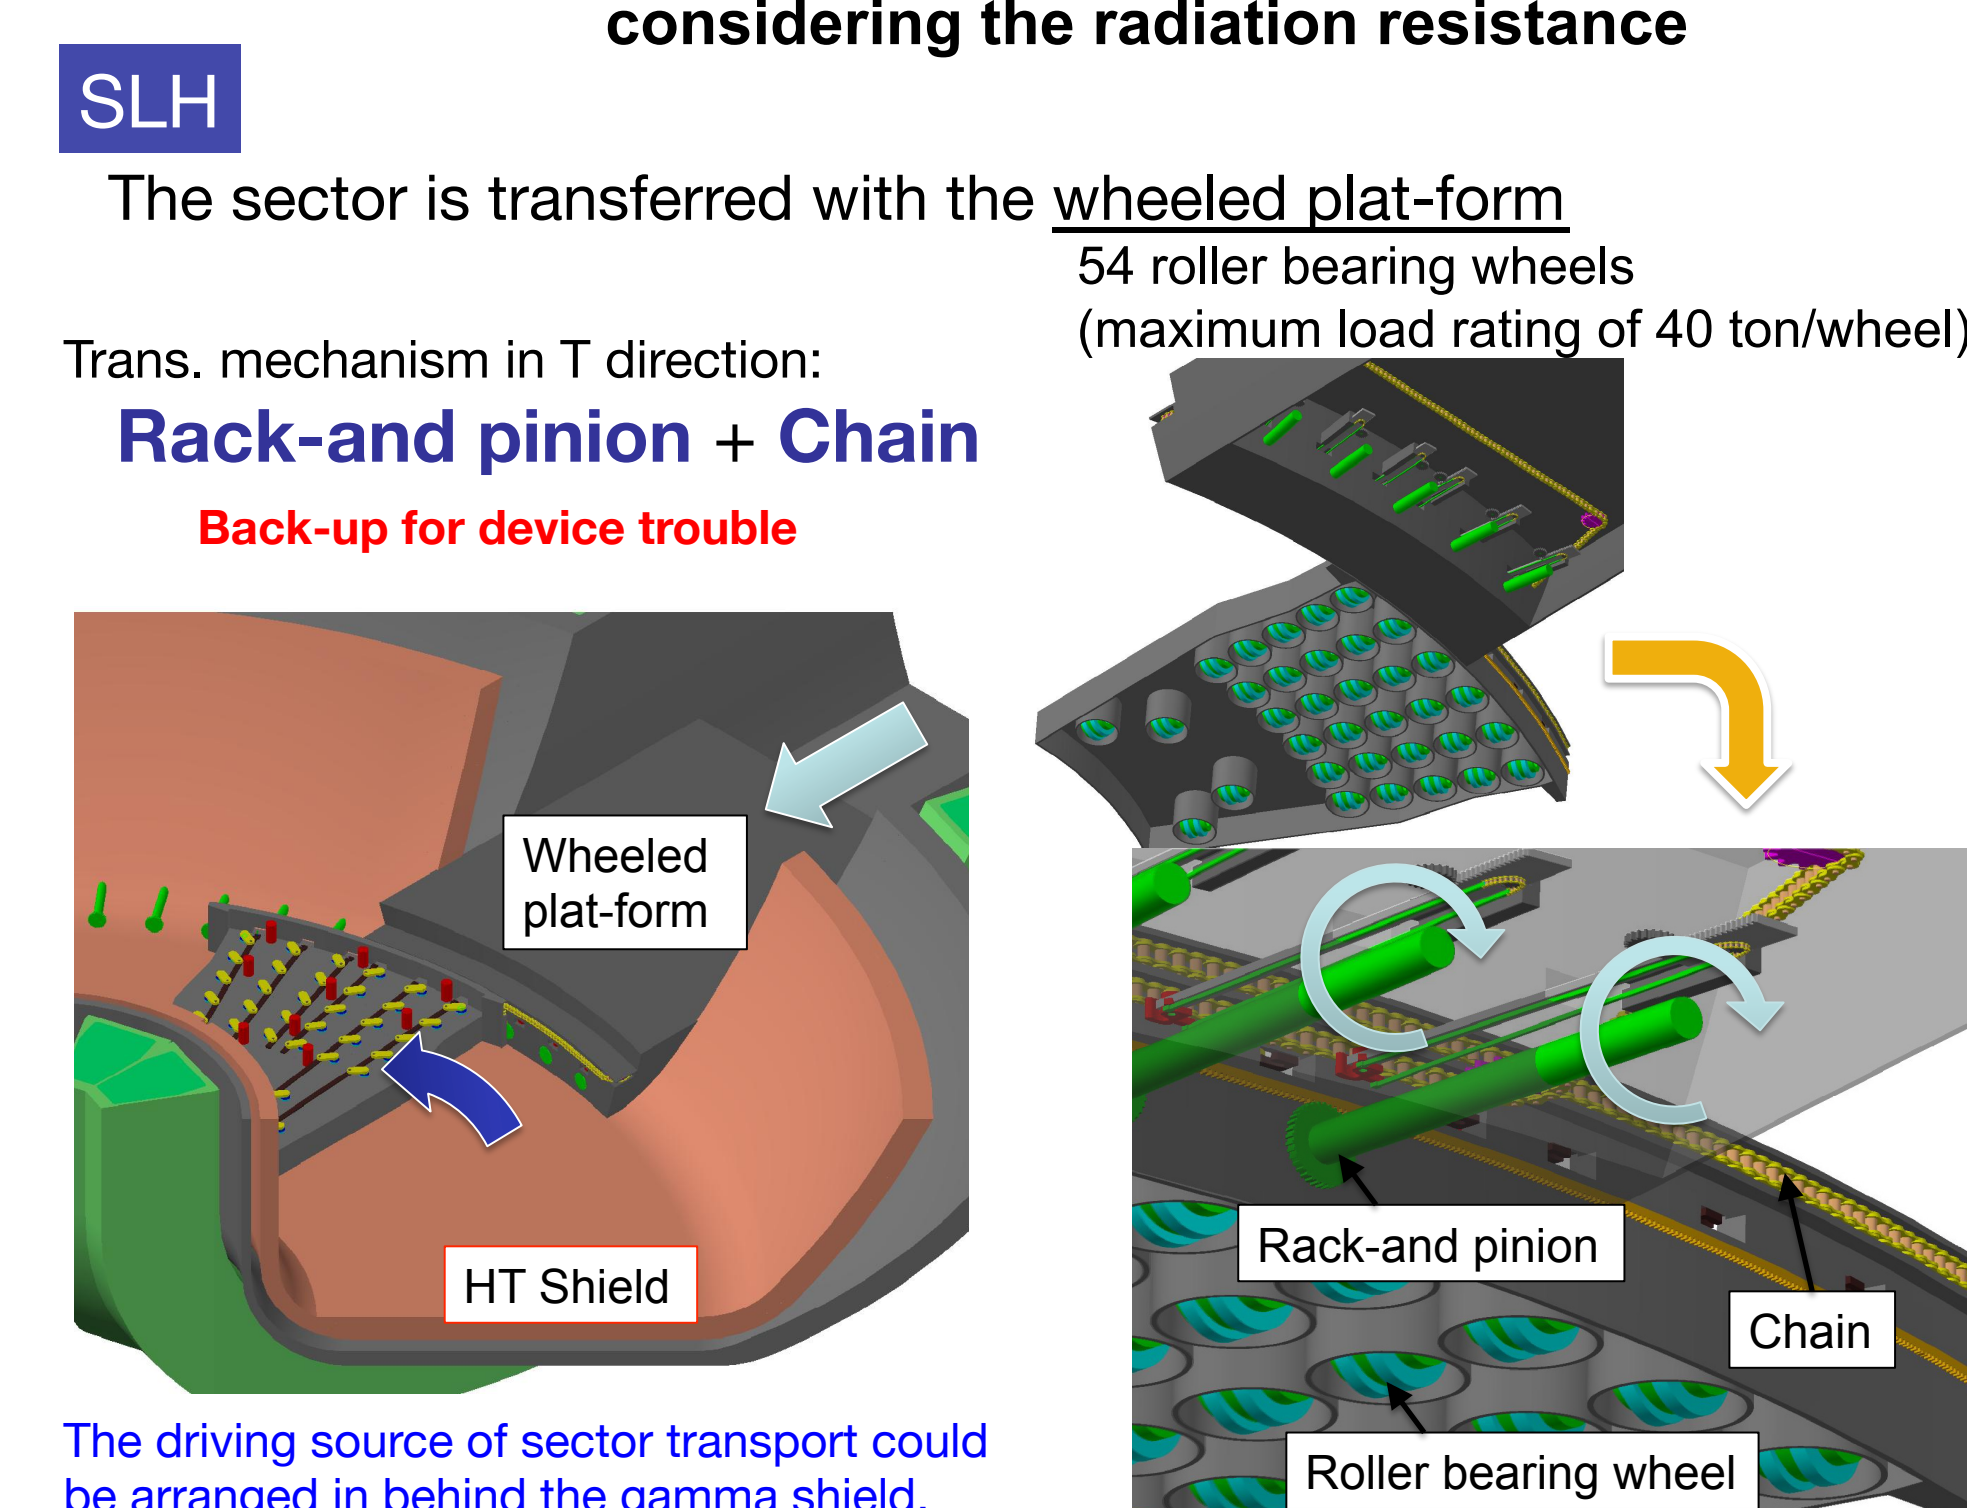 considering the radiation resistance
SLH
The sector is transferred with the wheeled plat-form
54 roller bearing wheels
(maximum load rating of 40 ton/wheel)
Trans. mechanism in T direction:
Rack-and pinion + Chain
Back-up for device trouble
Wheeled
plat-form
HT Shield
Rack-and pinion
Chain
Roller bearing wheel
The driving source of sector transport could
be arranged in behind the gamma shield.